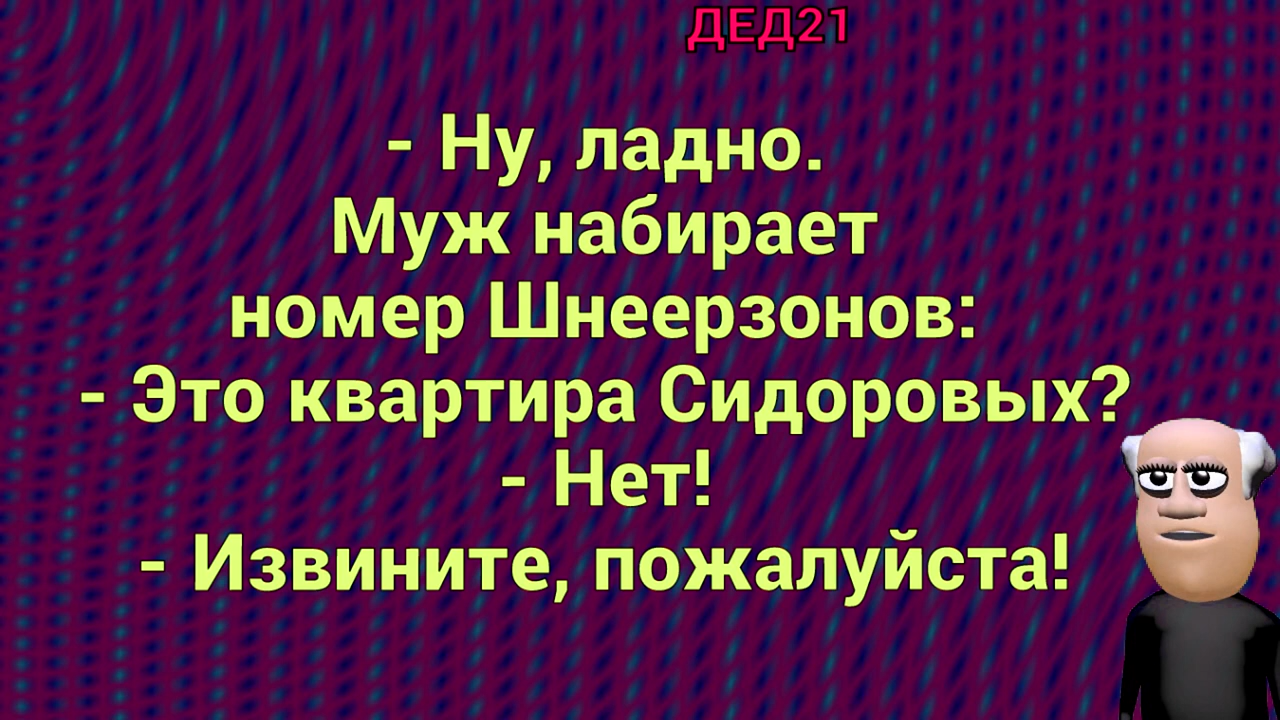 ДЕД21
- Ну, ладно.
Муж набирает
номер Шнеерзонов:
- Это квартира Сидоровых?
- Нет!
- Извините, пожалуйста!